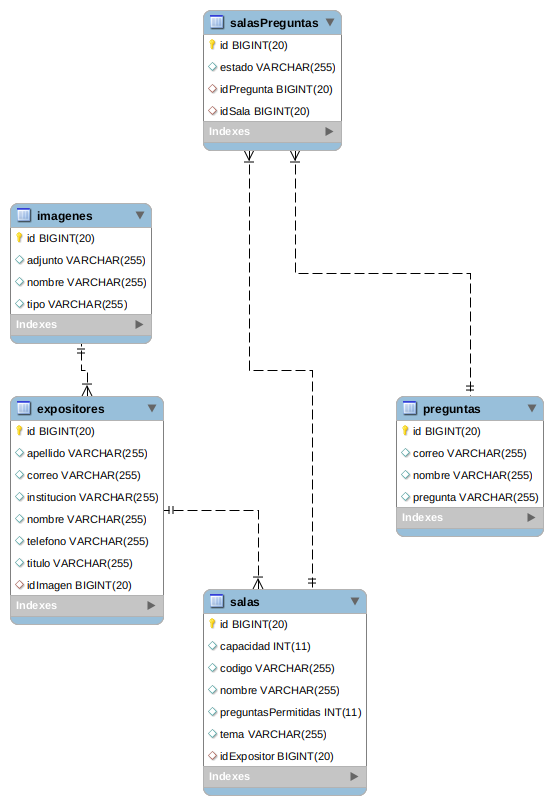 salasPreguntas
id BIGINT(20)
estado VARCHAR(255)
idPregunta BIGINT(20)
idSala BIGINT(20)
Indexes
imagenes
id BIGINT(20)
adjunto VARCHAR(255)
nombre VARCHAR(255)
tipo VARCHAR(255)
Indexes
expositores
id BIGINT(20)
apellido VARCHAR(255)
correo VARCHAR(255)
institucion VARCHAR(255)
nombre VARCHAR(255)
telefono VARCHAR(255)
titulo VARCHAR(255)
idImagen BIGINT(20)
Indexes
preguntas
id BIGINT(20)
correo VARCHAR(255)
nombre VARCHAR(255)
pregunta VARCHAR(255)
Indexes
salas
id BIGINT(20)
capacidad INT(11)
codigo VARCHAR(255)
nombre VARCHAR(255)
preguntasPermitidas INT(11)
tema VARCHAR(255)
idExpositor BIGINT(20)
Indexes